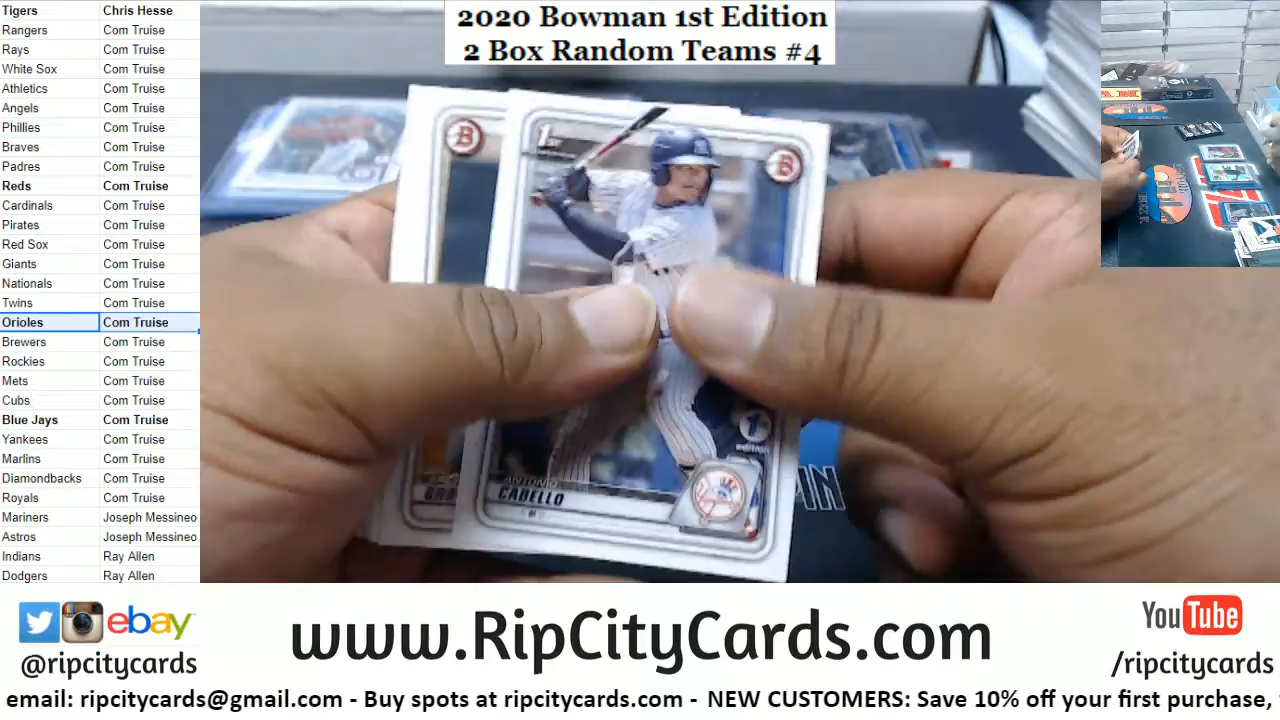 2020 Bowman 1st Edition
2 Box Random Teams #4
Tigers Chris Hesse
Rangers Com Truise
Rays Com Truise
White Sox Com Truise
Athletics Com Truise
Angels Com Truise
Phillies Com Truise
Braves Com Truise
Padres Com Truise
Reds Com Truise
Cardinals Com Truise
Pirates Com Truise
Red Sox Com Truise
Giants Com Truise
Nationals Com Truise
Twins Com Truise
Orioles Com Truise
Brewers Com Truise
Rockies Com Truise
Mets Com Truise
Cubs Com Truise
Blue Jays Com Truise
Yankees Com Truise
Marlins Com Truise
Diamondbacks Com Truise
Royals Com Truise
Mariners Joseph Messineo
Astros Joseph Messineo
Indians Ray Allen
Dodgers Ray Allen
1ST
B
B
1st
edition
ANTONIO
CABELLO
ebay
@ripcitycards
www.RipCityCards.com
YouTube
/ripcitycards
email: ripcitycards@gmail.com - Buy spots at ripcitycards.com - NEW CUSTOMERS: Save 10% off your first purchase,